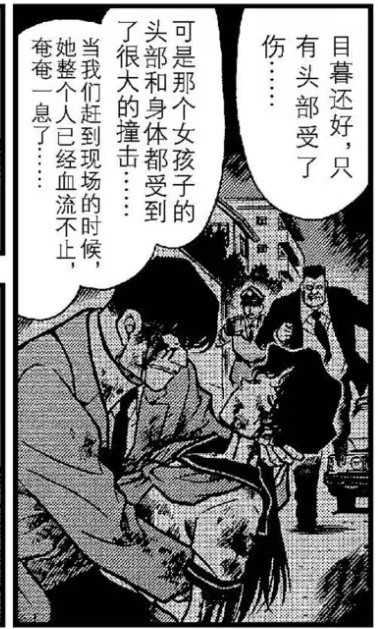 目暮还好，只
有头部受了
伤……
可是那个女孩子的
头部和身体都受到
了很大的撞击……
当我们赶到现场的时候，
她整个人已经血流不止，
奄奄一息了……